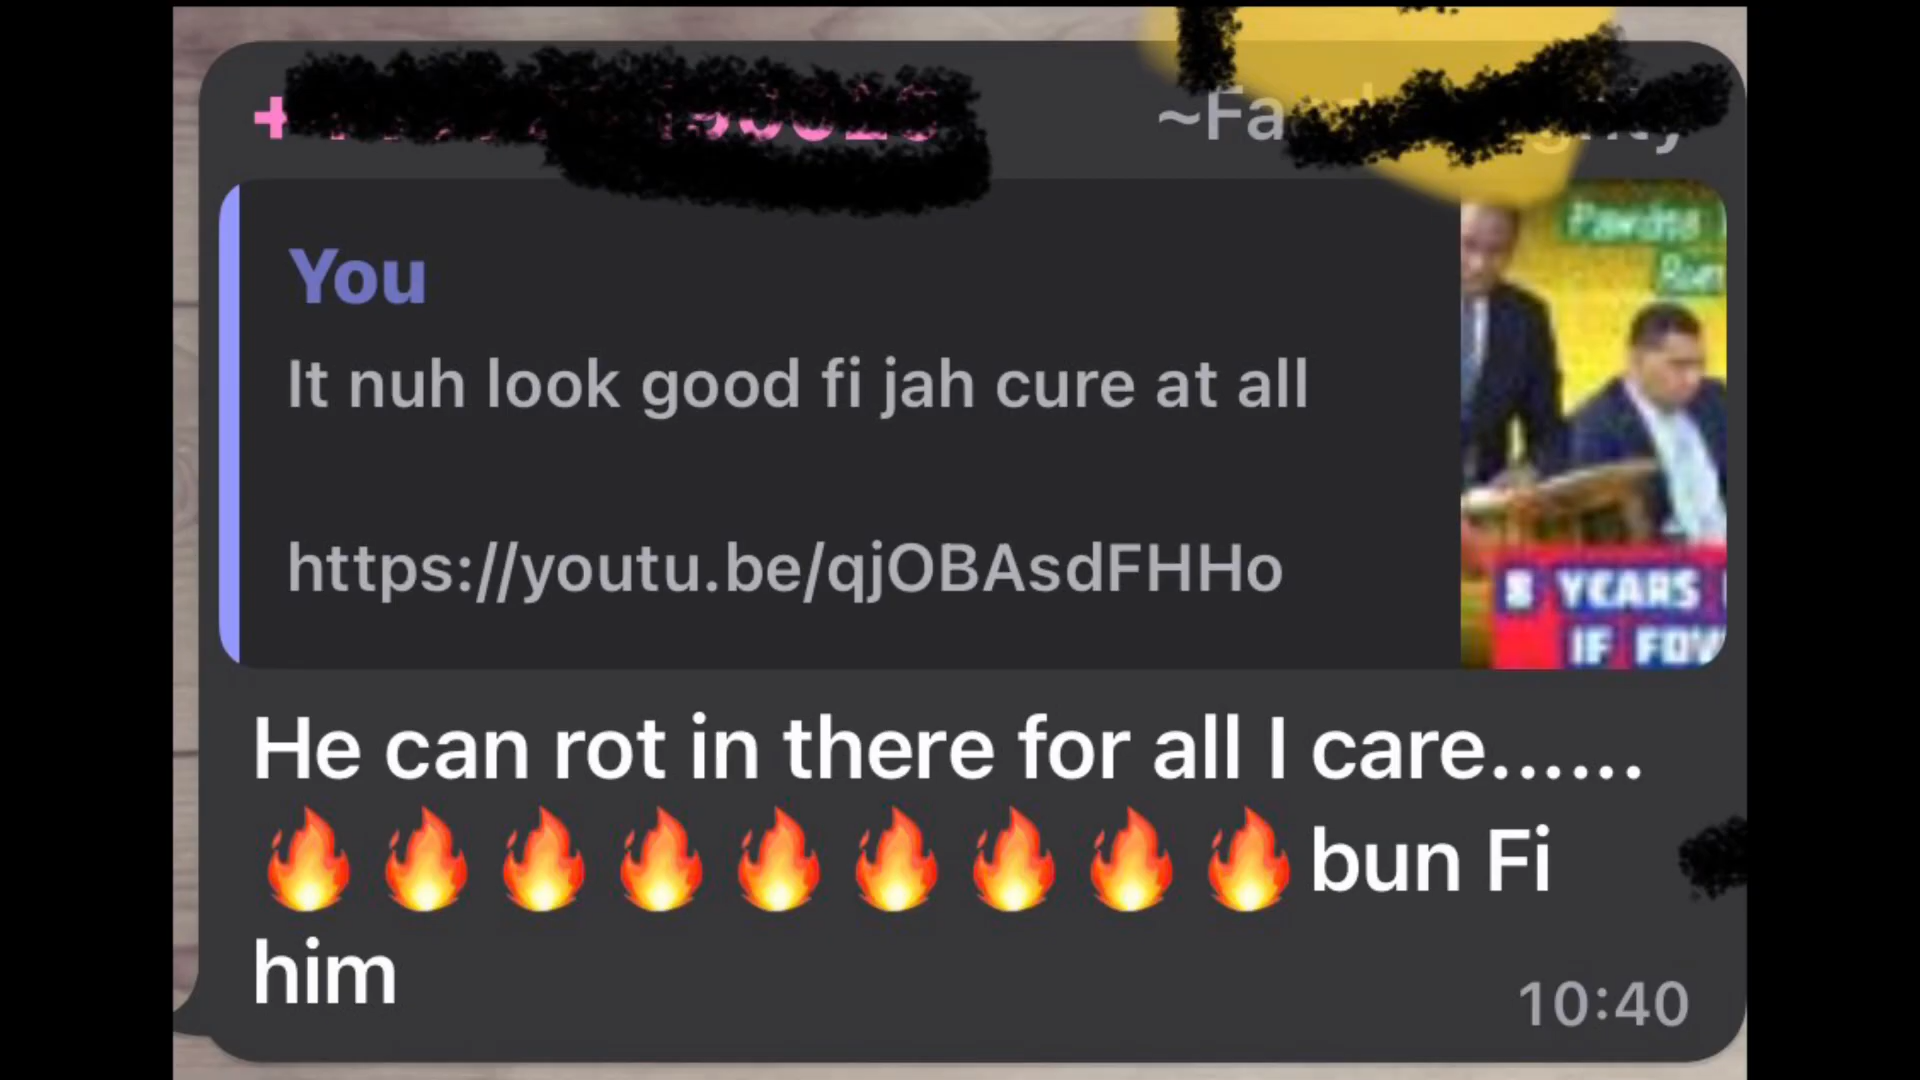 ~Fa
You
It nuh look good fi jah cure at all
https://youtu.be/qjOBAsdFHHo
8 YEARS
IF
He can rot in there for all I care......
🔥🔥🔥🔥🔥🔥🔥🔥🔥bun Fi
him
10:40